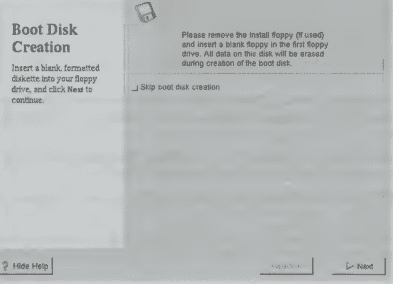 Boot Disk
Creation
Insert a blank, formatted
diskette into your floppy
drive, and click Next to
continue.
Please remove the install floppy (if used)
and insert a blank floppy in the first floppy
drive. All data on this disk will be erased
during creation of the boot disk.
Skip boot disk creation
? Hide Help
Next